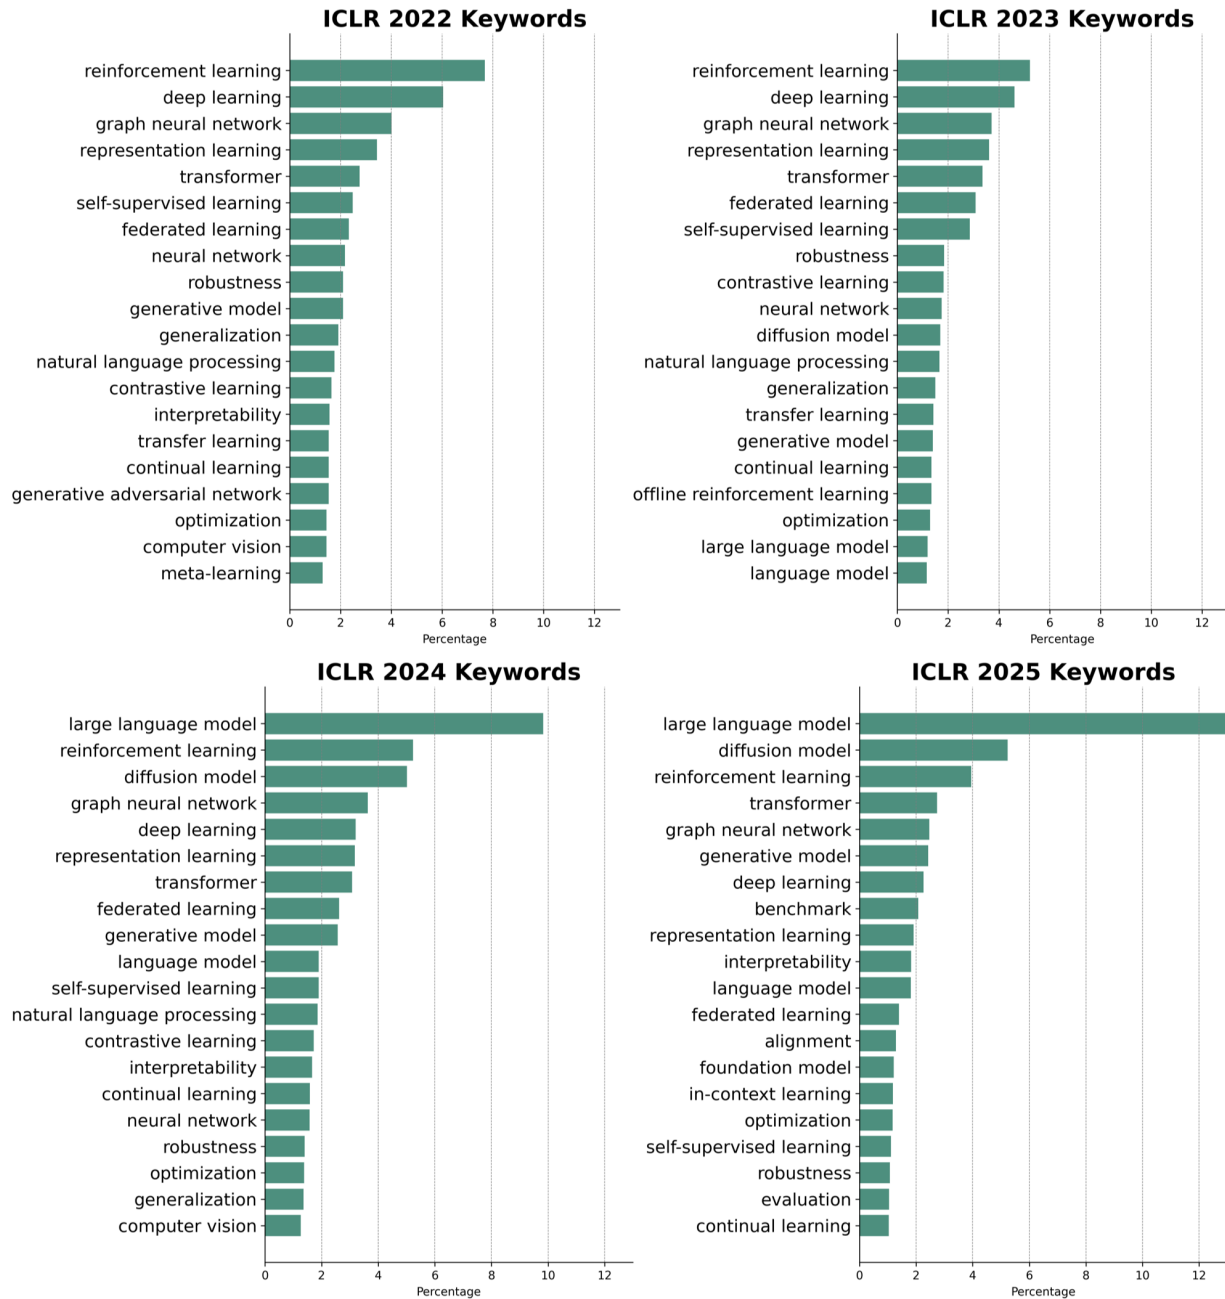 ICLR 2022 Keywords
reinforcement learning
deep learning
graph neural network
representation learning
transformer
self-supervised learning
federated learning
neural network
robustness
generative model
generalization
natural language processing
contrastive learning
interpretability
transfer learning
continual learning
generative adversarial network
optimization
computer vision
meta-learning
0 2 4 6 8 10 12
Percentage
ICLR 2023 Keywords
reinforcement learning
deep learning
graph neural network
representation learning
transformer
federated learning
self-supervised learning
robustness
contrastive learning
neural network
diffusion model
natural language processing
generalization
transfer learning
generative model
continual learning
offline reinforcement learning
optimization
large language model
language model
0 2 4 6 8 10 12
Percentage
ICLR 2024 Keywords
large language model
reinforcement learning
diffusion model
graph neural network
deep learning
representation learning
transformer
federated learning
generative model
language model
self-supervised learning
natural language processing
contrastive learning
interpretability
continual learning
neural network
robustness
optimization
generalization
computer vision
0 2 4 6 8 10 12
Percentage
ICLR 2025 Keywords
large language model
diffusion model
reinforcement learning
transformer
graph neural network
generative model
deep learning
benchmark
representation learning
interpretability
language model
federated learning
alignment
foundation model
in-context learning
optimization
self-supervised learning
robustness
evaluation
continual learning
0 2 4 6 8 10 12
Percentage